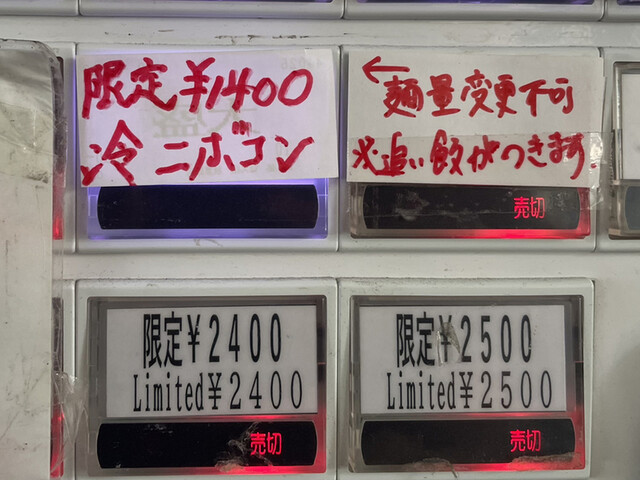 限定¥1400
冷ニボコン
←麺量変更不可
※追い飯がつきます。
売切
限定¥2400
Limited¥2400
売切
限定¥2500
Limited¥2500
売切